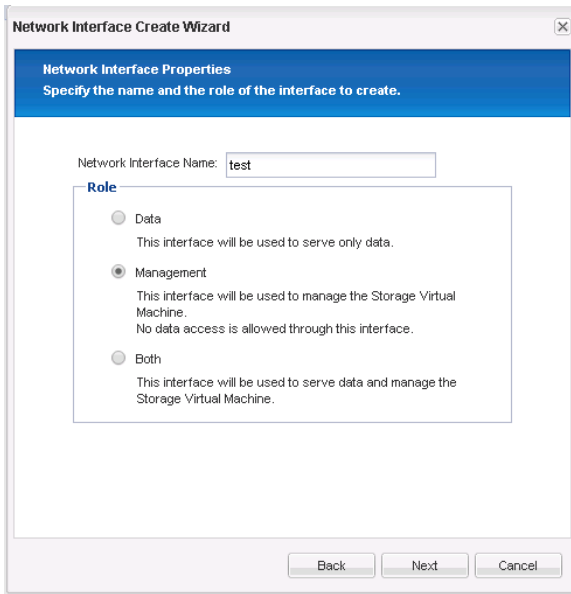 Network Interface Create Wizard
Network Interface Properties
Specify the name and the role of the interface to create.
Network Interface Name: test
Role
Data
This interface will be used to serve only data.
Management
This interface will be used to manage the Storage Virtual
Machine.
No data access is allowed through this interface.
Both
This interface will be used to serve data and manage the
Storage Virtual Machine.
Back Next Cancel